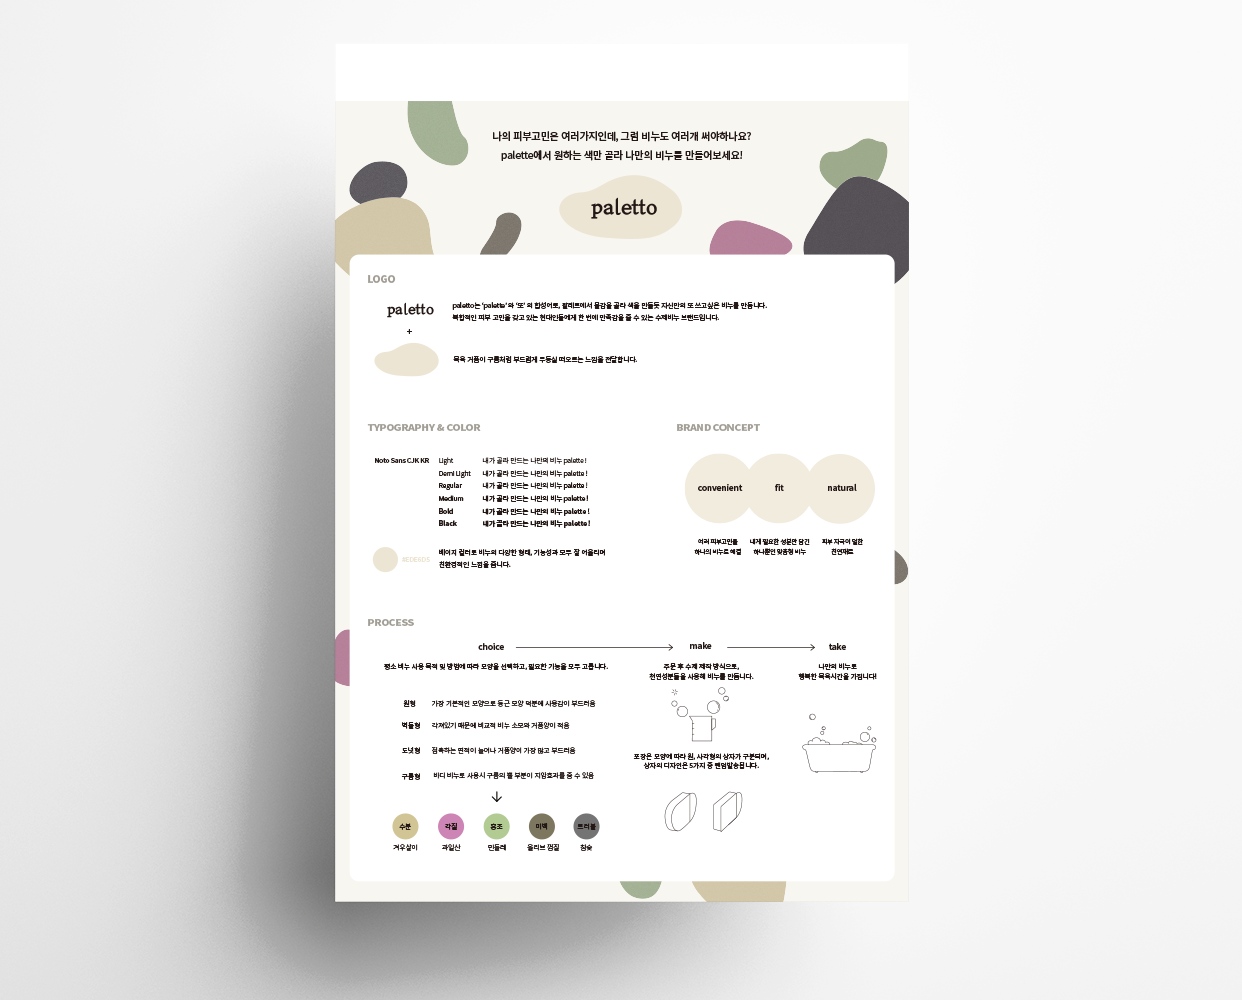 나의 피부고민은 여러가지인데, 그럼 비누도 여러개 써야하나요?
palette에서 원하는 색만 골라 나만의 비누를 만들어보세요!
paletto
LOGO
paletto
+
paletto는 'palette' 와 '또' 의 합성어로, 팔레트에서 물감을 골라 색을 만들듯 자신만의 또 쓰고싶은 비누를 만듭니다.
복합적인 피부 고민을 갖고 있는 현대인들에게 한 번에 만족감을 줄 수 있는 수제비누 브랜드입니다.
목욕 거품이 구름처럼 부드럽게 두둥실 떠오르는 느낌을 전달합니다.
TYPOGRAPHY & COLOR
Noto Sans CJK KR
Light 내가 골라 만드는 나만의 비누 palette !
Demi Light 내가 골라 만드는 나만의 비누 palette !
Regular 내가 골라 만드는 나만의 비누 palette !
Medium 내가 골라 만드는 나만의 비누 palette !
Bold 내가 골라 만드는 나만의 비누 palette !
Black 내가 골라 만드는 나만의 비누 palette !
베이지 컬러로 비누의 다양한 형태, 기능성과 모두 잘 어울리며
친환경적인 느낌을 줍니다.
BRAND CONCEPT
convenient
fit
natural
여러 피부고민을
하나의 비누로 해결
내게 필요한 성분만 담긴
하나뿐인 맞춤형 비누
피부 자극이 덜한
천연재료
PROCESS
choice
make
take
평소 비누 사용 목적 및 방법에 따라 모양을 선택하고, 필요한 기능을 모두 고릅니다.
주문 후 수제 제작 방식으로,
천연성분들을 사용해 비누를 만듭니다.
나만의 비누로
행복한 목욕시간을 가집니다!
원형 가장 기본적인 모양으로 둥근 모양 덕분에 사용감이 부드러움
벽돌형 각져있기 때문에 비교적 비누 소모와 거품양이 적음
도넛형 접촉하는 면적이 늘어나 거품양이 가장 많고 부드러움
구름형 바디 비누로 사용시 구름의 웰 부분이 지압효과를 줄 수 있음
포장은 모양에 따라 원, 사각형의 상자가 구분되며,
상자의 디자인은 5가지 중 랜덤발송됩니다.
수분
각질
홍조
미백
트러블
겨우살이
과일산
민들레
올리브 껍질
참숯